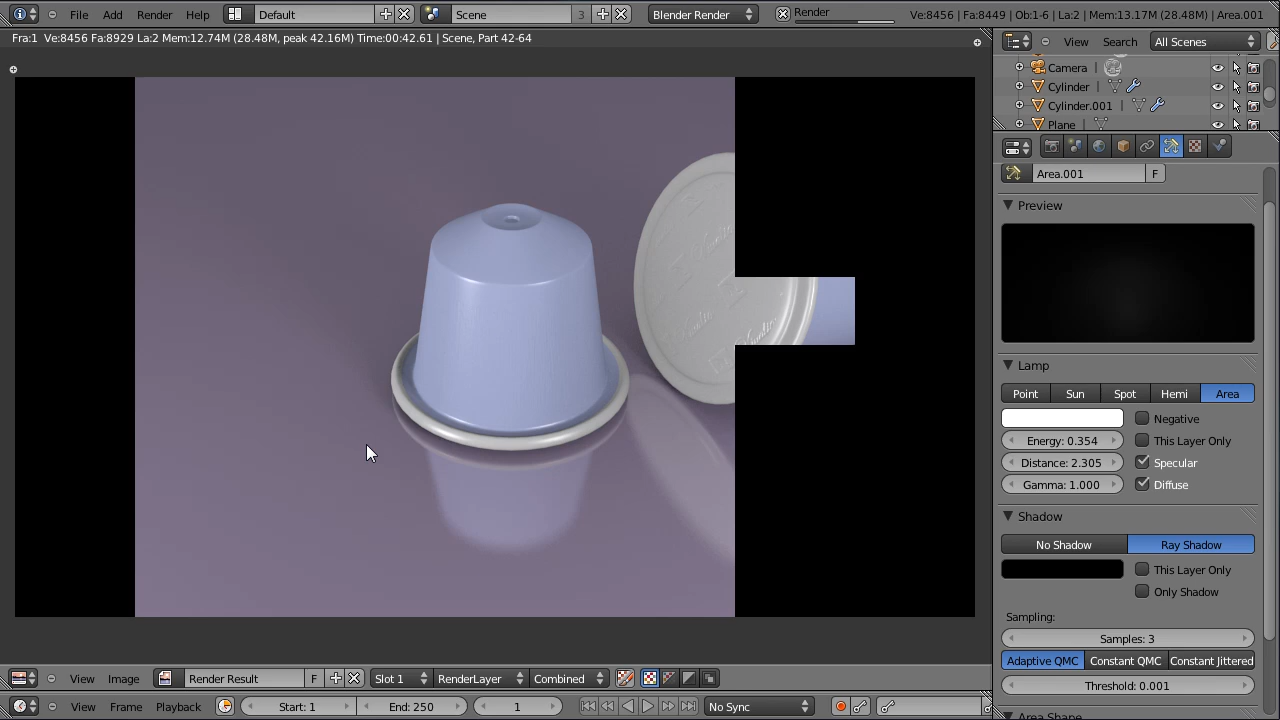 File Add Render Help Default Scene 3 Blender Render Render Ve:8456 | Fa:8449 | Ob:1-6 | La:2 | Mem:13.17M (28.48M) | Area.001
Fra:1 Ve:8456 Fa:8929 La:2 Mem:12.74M (28.48M, peak 42.16M) Time:00:42.61 | Scene, Part 42-64
View Search All Scenes
Camera
Cylinder
Cylinder.001
Plane
Area.001 F
Preview
Lamp
Point Sun Spot Hemi Area
Negative
Energy: 0.354 This Layer Only
Distance: 2.305 Specular
Gamma: 1.000 Diffuse
Shadow
No Shadow Ray Shadow
This Layer Only
Only Shadow
Sampling:
Samples: 3
Adaptive QMC Constant QMC Constant Jittered
Threshold: 0.001
Area Shape
View Image Render Result F Slot 1 RenderLayer Combined
View Frame Playback Start: 1 End: 250 1 No Sync